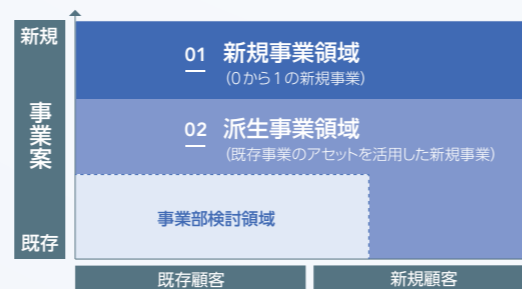 新規
事業案
既存
01 新規事業領域
(0から1の新規事業)
02 派生事業領域
(既存事業のアセットを活用した新規事業)
事業部検討領域
既存顧客
新規顧客